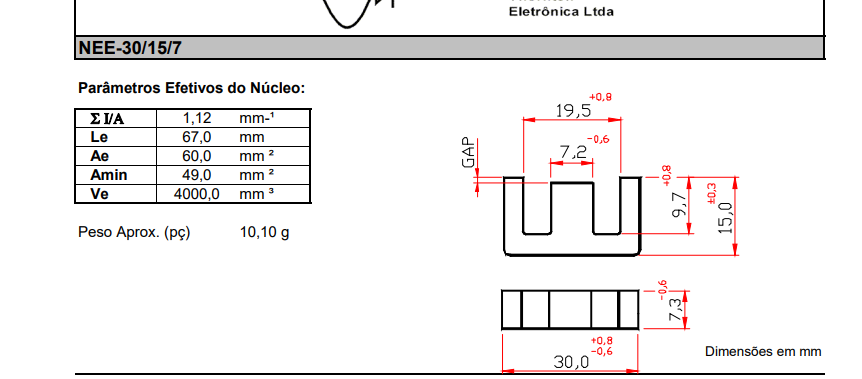 Eletrônica Ltda
NEE-30/15/7
Parâmetros Efetivos do Núcleo:
Σ I/A 1,12 mm-¹
Le 67,0 mm
Ae 60,0 mm ²
Amin 49,0 mm ²
Ve 4000,0 mm ³
Peso Aprox. (pç) 10,10 g
+0,8
19,5
-0,6
7,2
GAP
+0,8
9,7
±0,3
15,0
-0,6
7,3
+0,8
-0,6
30,0
Dimensões em mm